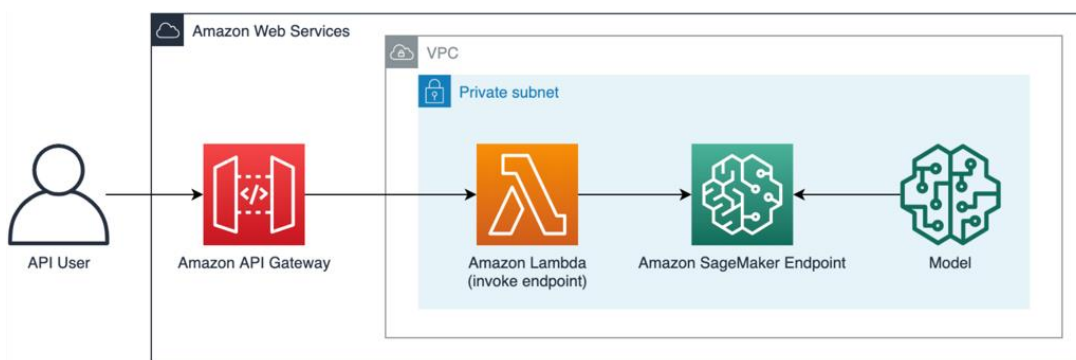 Amazon Web Services
VPC
Private subnet
</>
API User
Amazon API Gateway
Amazon Lambda
(invoke endpoint)
Amazon SageMaker Endpoint
Model